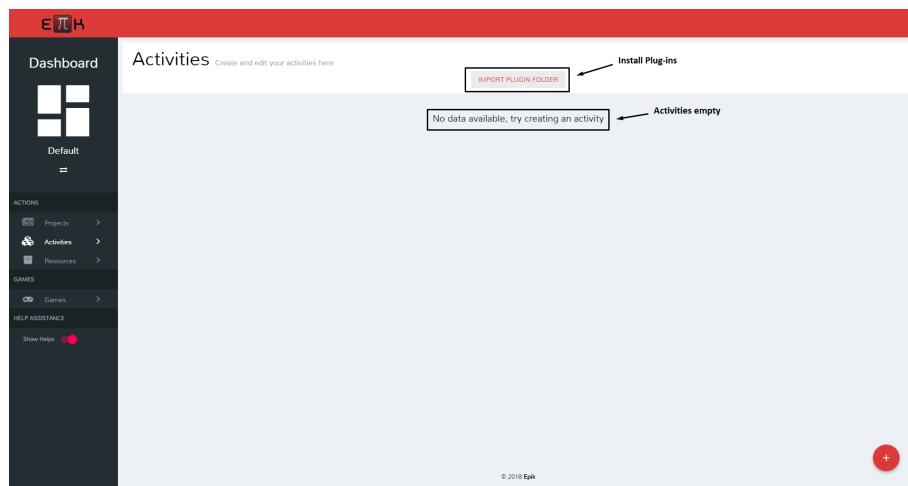 EπK
Dashboard
Default
ACTIONS
Projects
Activities
Resources
GAMES
Games
HELP ASSISTANCE
Show Helps
Activities Create and edit your activities here
IMPORT PLUGIN FOLDER
Install Plug-ins
No data available, try creating an activity
Activities empty
+
© 2018 Epik